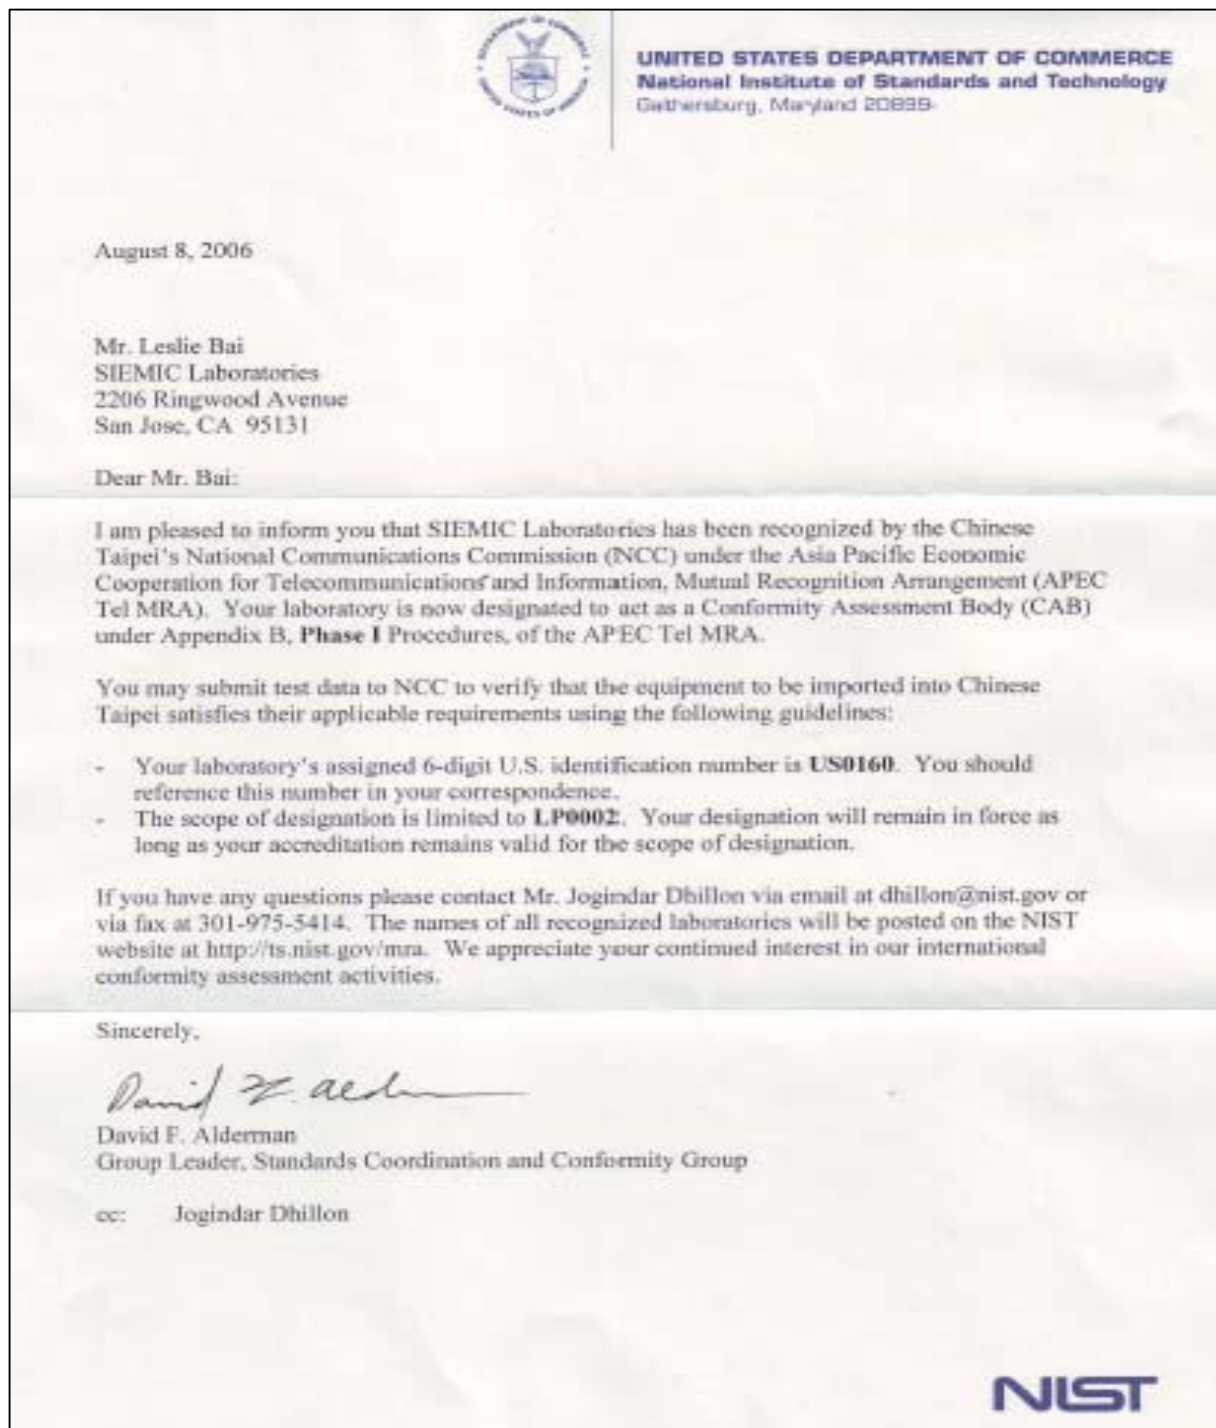 DEPARTMENT OF COMMERCE
UNITED STATES OF AMERICA
UNITED STATES DEPARTMENT OF COMMERCE
National Institute of Standards and Technology
Gaithersburg, Maryland 20899-
August 8, 2006
Mr. Leslie Bai
SIEMIC Laboratories
2206 Ringwood Avenue
San Jose, CA 95131
Dear Mr. Bai:
I am pleased to inform you that SIEMIC Laboratories has been recognized by the Chinese
Taipei's National Communications Commission (NCC) under the Asia Pacific Economic
Cooperation for Telecommunications and Information, Mutual Recognition Arrangement (APEC
Tel MRA). Your laboratory is now designated to act as a Conformity Assessment Body (CAB)
under Appendix B, Phase I Procedures, of the APEC Tel MRA.
You may submit test data to NCC to verify that the equipment to be imported into Chinese
Taipei satisfies their applicable requirements using the following guidelines:
- Your laboratory's assigned 6-digit U.S. identification number is US0160. You should
reference this number in your correspondence.
- The scope of designation is limited to LP0002. Your designation will remain in force as
long as your accreditation remains valid for the scope of designation.
If you have any questions please contact Mr. Jogindar Dhillon via email at dhillon@nist.gov or
via fax at 301-975-5414. The names of all recognized laboratories will be posted on the NIST
website at http://ts.nist.gov/mra. We appreciate your continued interest in our international
conformity assessment activities.
Sincerely,
David F. Alderman
Group Leader, Standards Coordination and Conformity Group
cc: Jogindar Dhillon
NIST